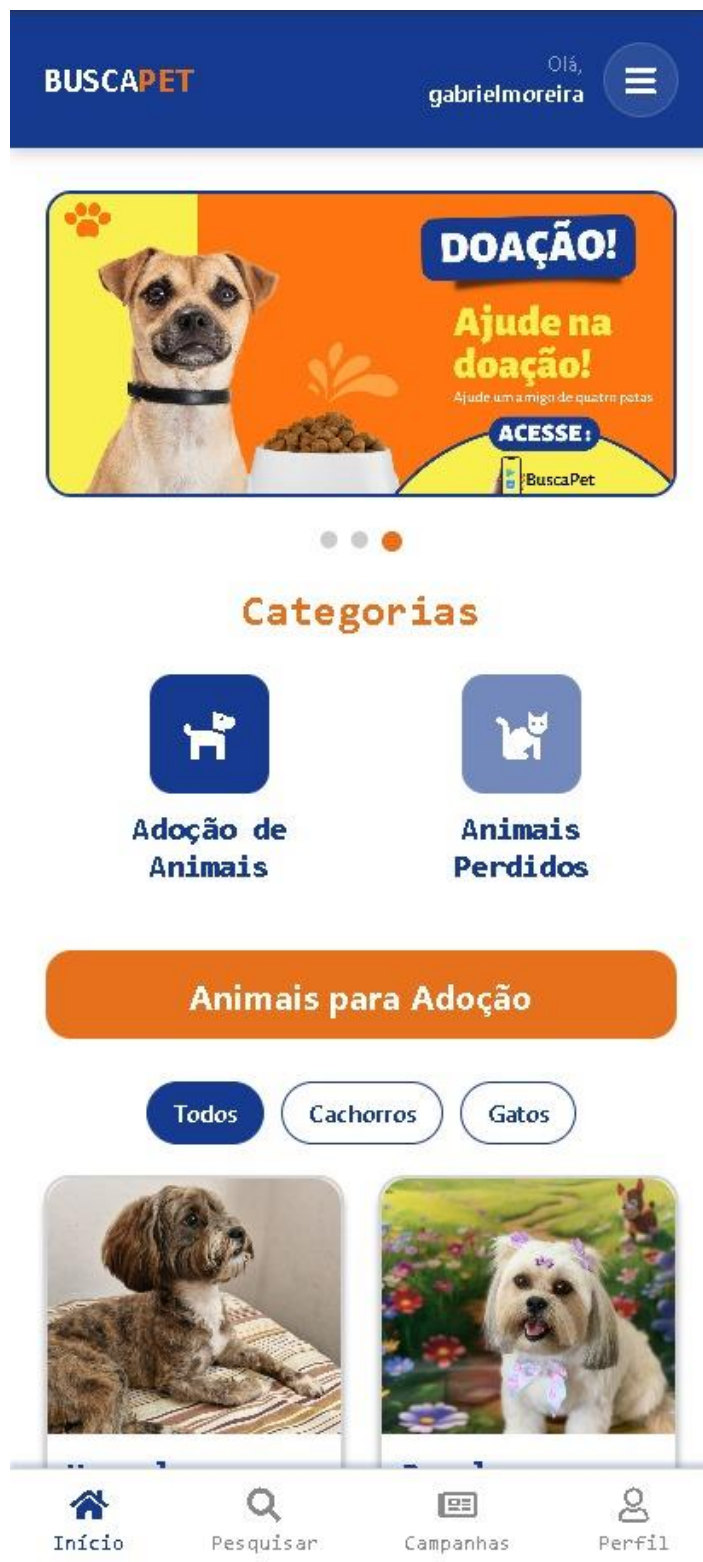 BUSCAPET
Olá,
gabrielmoreira
DOAÇÃO!
Ajude na
doação!
Ajude um amigo de quatro patas
ACESSE:
BuscaPet
Categorias
Adoção de
Animais
Animais
Perdidos
Animais para Adoção
Todos
Cachorros
Gatos
Início
Pesquisar
Campanhas
Perfil